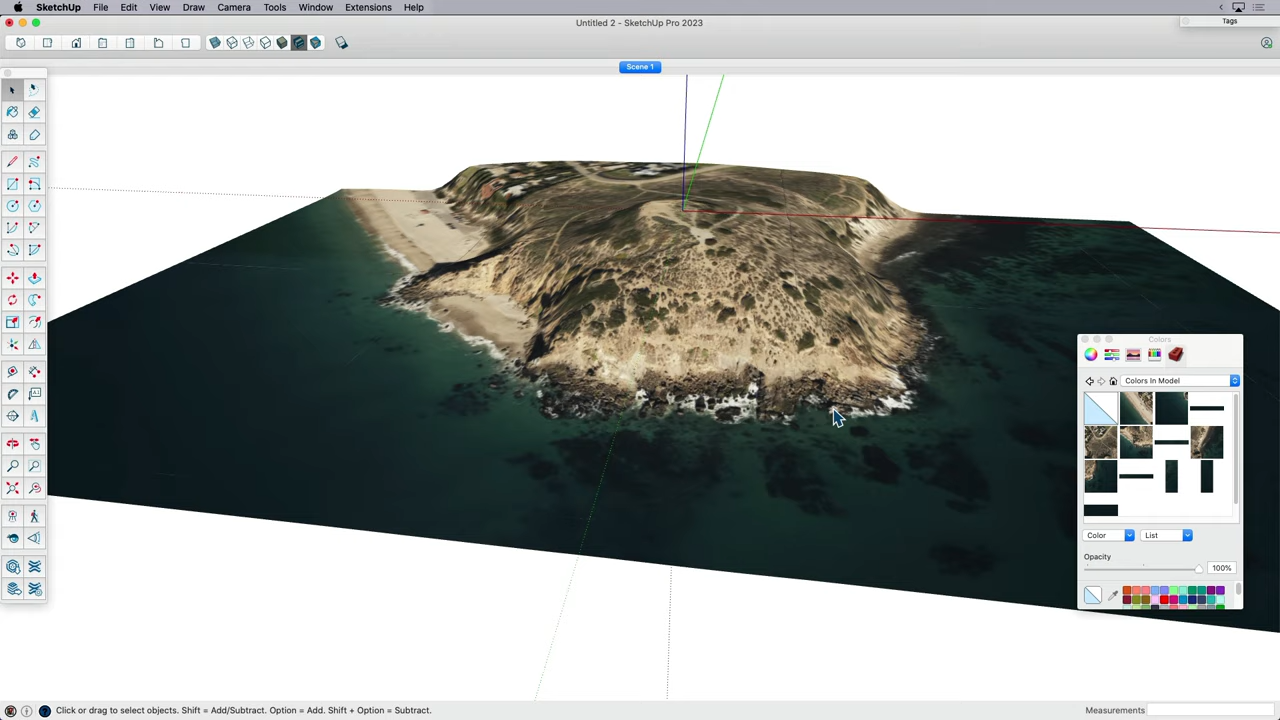 SketchUp File Edit View Draw Camera Tools Window Extensions Help
Untitled 2 - SketchUp Pro 2023
Tags
Scene 1
Colors
Colors In Model
Color List
Opacity
100%
Click or drag to select objects. Shift = Add/Subtract. Option = Add. Shift + Option = Subtract.
Measurements